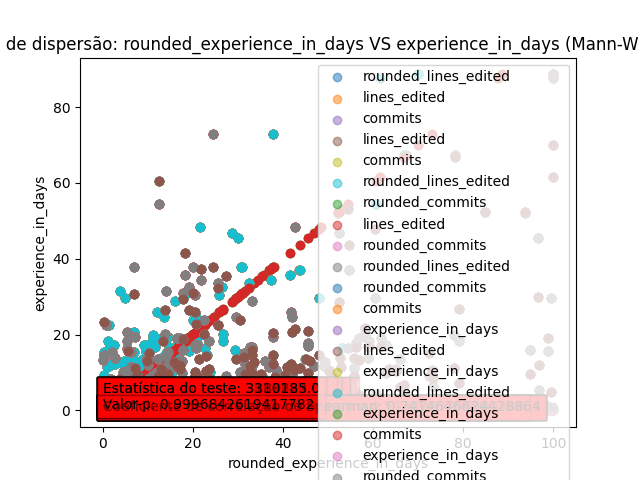 de dispersão: rounded_experience_in_days VS experience_in_days (Mann-W
experience_in_days
80
60
40
20
0
rounded_lines_edited
lines_edited
commits
lines_edited
commits
rounded_lines_edited
rounded_commits
lines_edited
rounded_commits
rounded_lines_edited
rounded_commits
commits
experience_in_days
lines_edited
experience_in_days
rounded_lines_edited
experience_in_days
commits
experience_in_days
rounded_commits
Estatística do teste:
Valor-p: 0.9996842619417782
0
20
40
60
80
100
rounded_experience_in_days